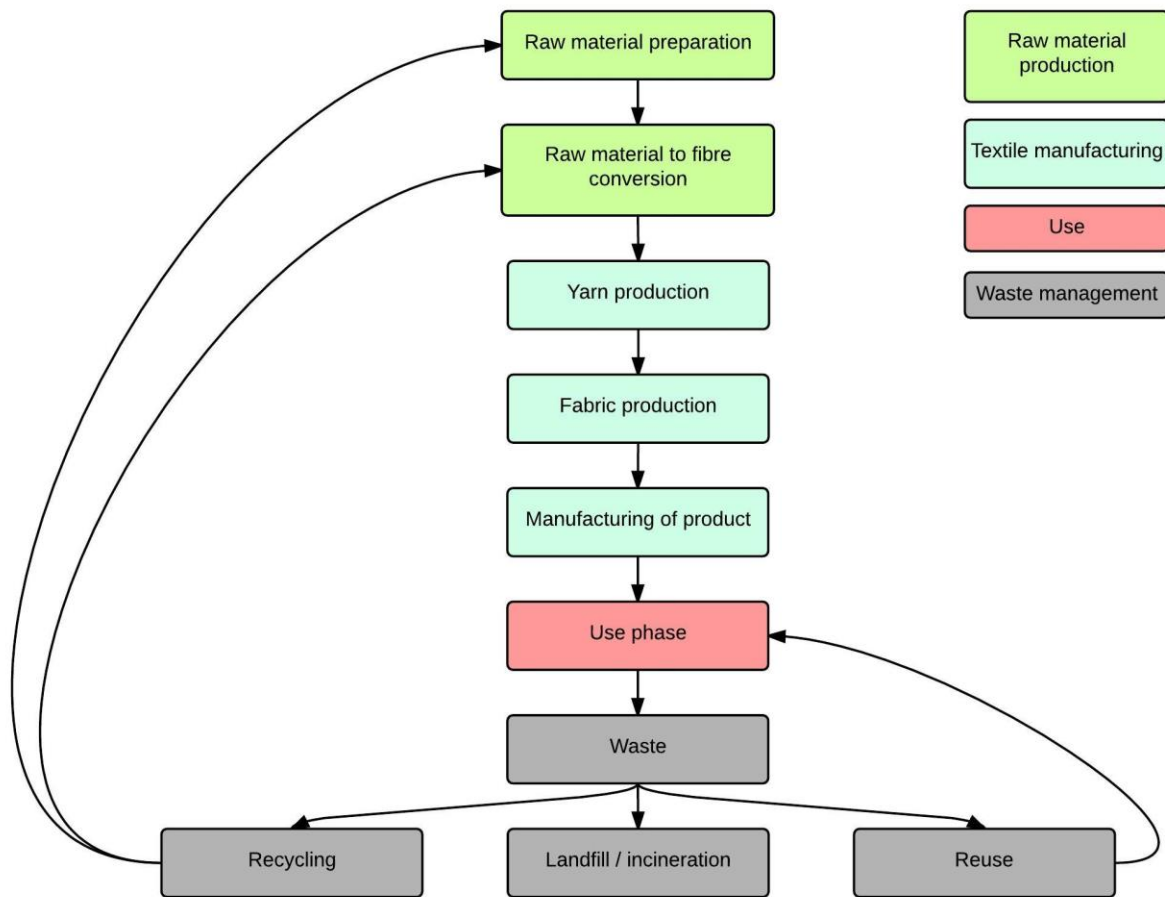 Raw material preparation
Raw material to fibre
conversion
Yarn production
Fabric production
Manufacturing of product
Use phase
Waste
Recycling
Landfill / incineration
Reuse
Raw material
production
Textile manufacturing
Use
Waste management